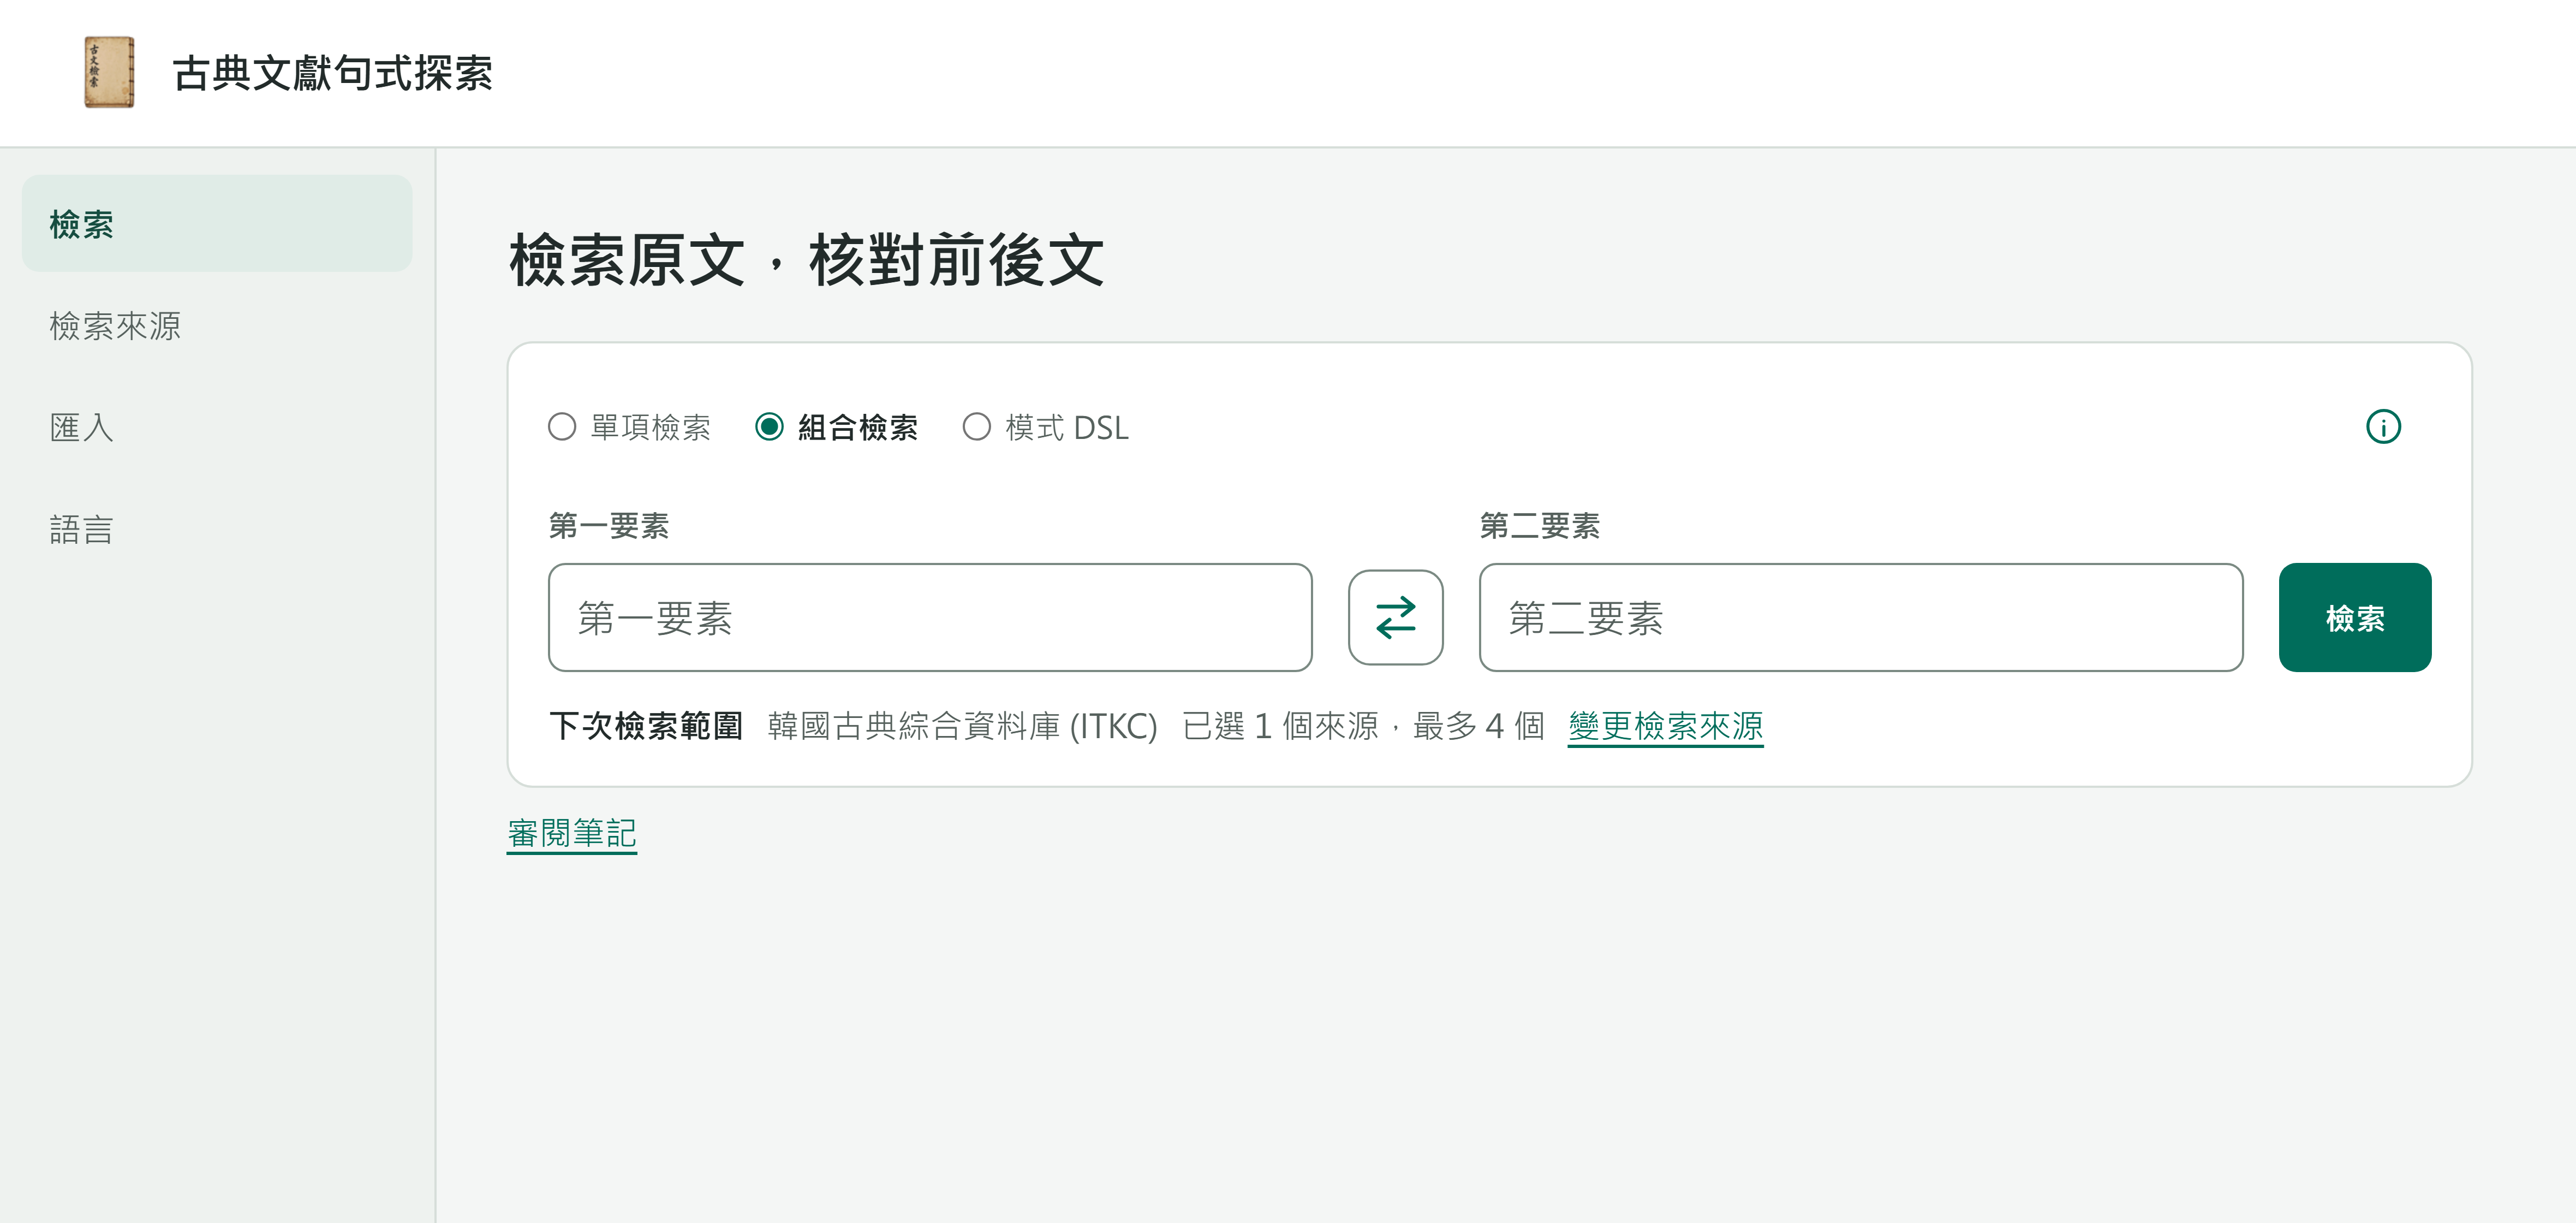 古文檢索
古典文獻句式探索
檢索
檢索來源
匯入
語言
檢索原文，核對前後文
單項檢索 組合檢索 模式 DSL
第一要素 第二要素
第一要素 第二要素 檢索
下次檢索範圍 韓國古典綜合資料庫 (ITKC) 已選 1 個來源，最多 4 個 變更檢索來源
審閱筆記